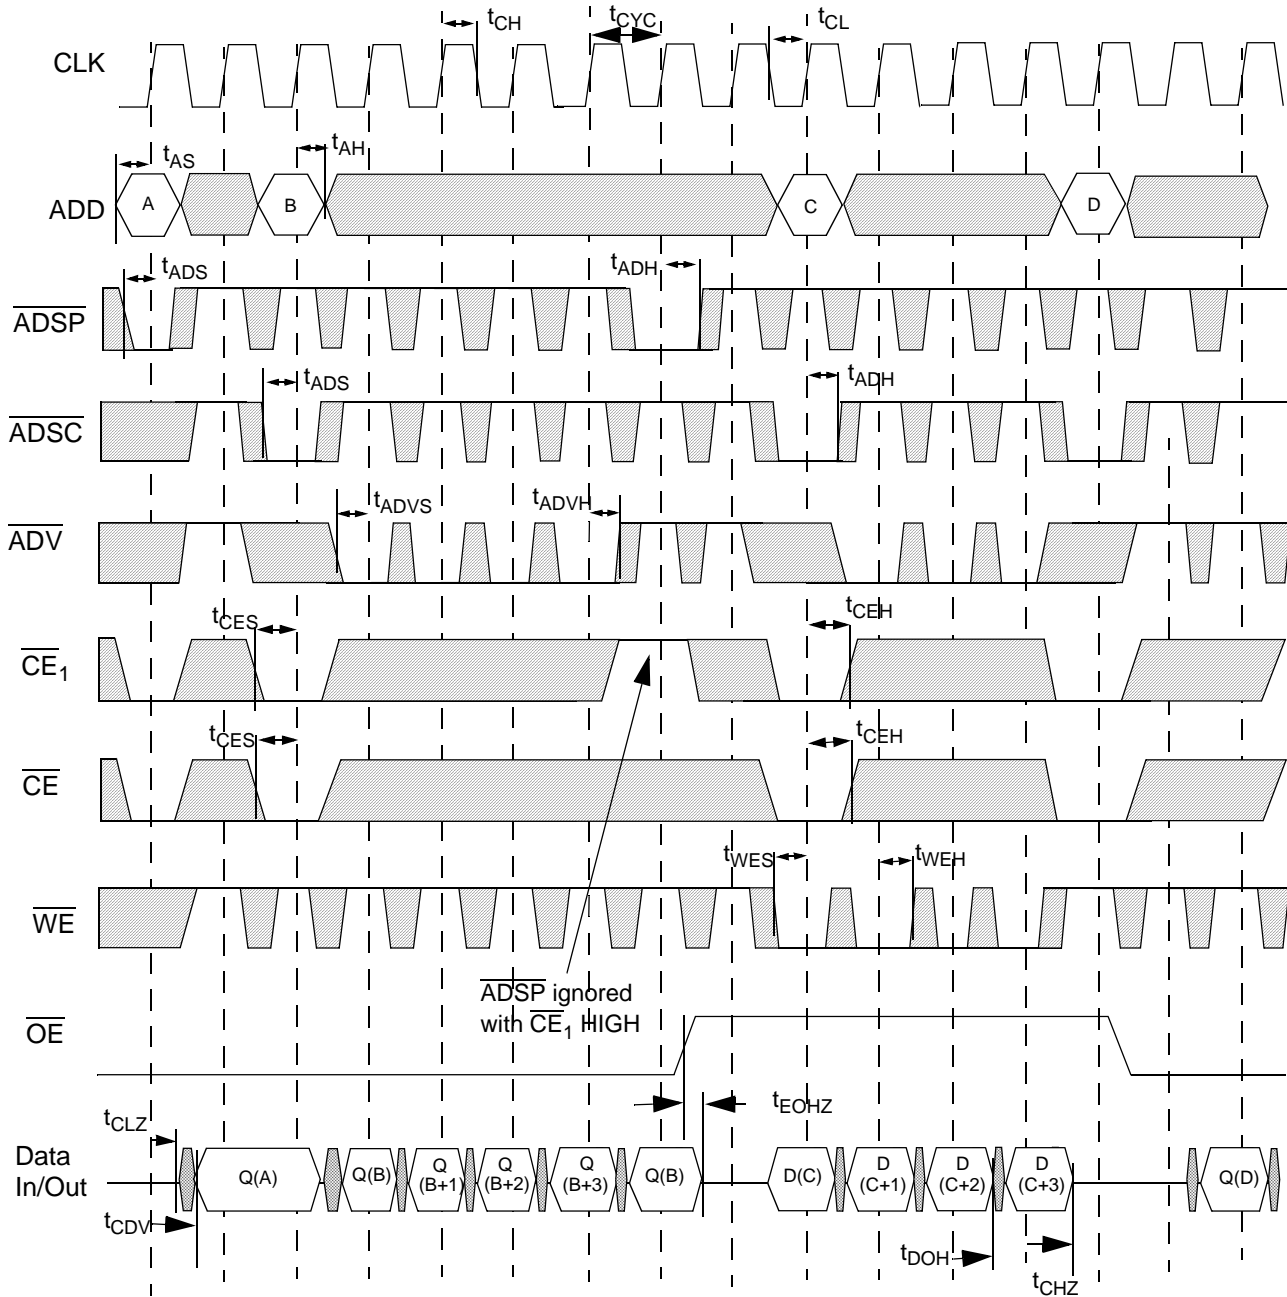 tCH
tCYC
tCL
CLK
tAS
tAH
ADD
A
B
C
D
tADS
tADH
ADSP
tADS
tADH
ADSC
tADVS
tADVH
ADV
tCES
tCEH
CE1
tCES
tCEH
CE
tWES
tWEH
WE
ADSP ignored
with CE1 HIGH
OE
tCLZ
tEOHZ
Data
In/Out
Q(A)
Q(B)
Q
(B+1)
Q
(B+2)
Q
(B+3)
Q(B)
D(C)
D
(C+1)
D
(C+2)
D
(C+3)
Q(D)
tCDV
tDOH
tCHZ